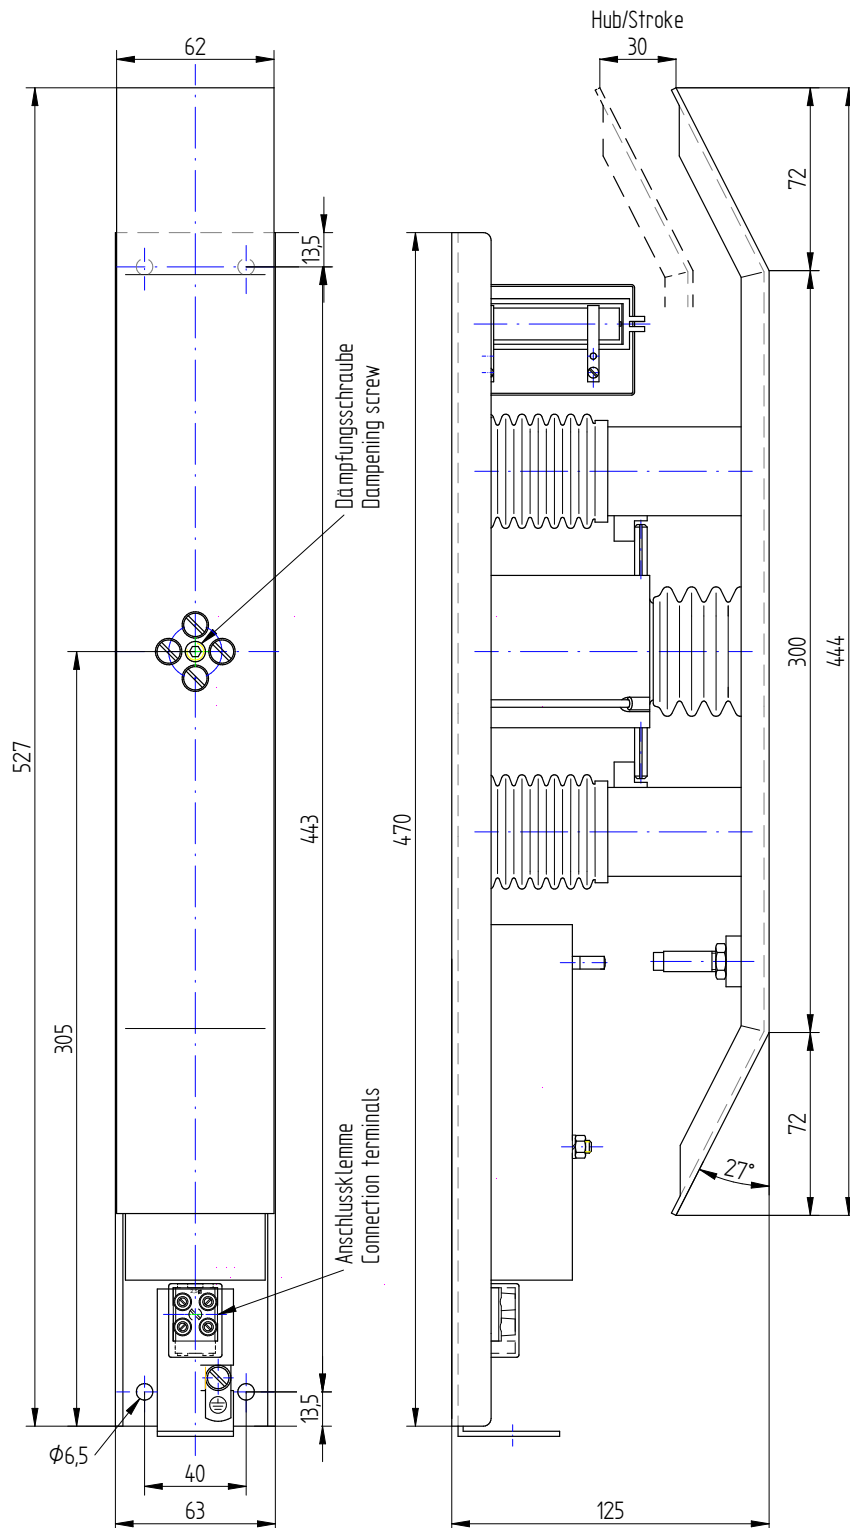 Hub/Stroke
62
30
72
13,5
Dämpfungsschraube
Dampening screw
527
443
470
300
444
305
Anschlussklemme
Connection terminals
72
27°
13,5
Φ6,5
40
63
125